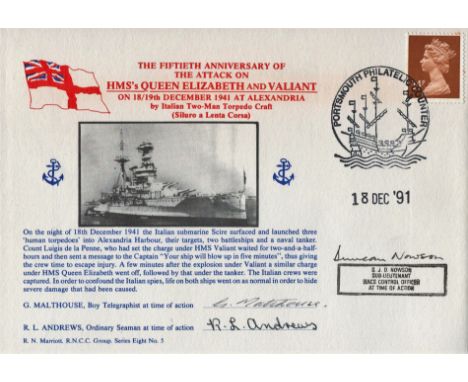 THE FIFTIETH ANNIVERSARY OF
THE ATTACK ON
HMS's QUEEN ELIZABETH AND VALIANT
ON 18/19th DECEMBER 1941 AT ALEXANDRIA
by Italian Two-Man Torpedo Craft
(Siluro a Lenta Corsa)
PORTSMOUTH PHILATELIC COUNTER
18 DEC '91
On the night of 18th December 1941 the Italian submarine Scire surfaced and launched three
'human torpedoes' into Alexandria Harbour, their targets, two battleships and a naval tanker.
Count Luigis de la Penne, who had set the charge under HMS Valiant waited for two-and-a-half-
hours and then sent a message to the Captain "Your ship will blow up in five minutes", thus giving
the crew time to escape injury. A few minutes after the explosion under Valiant a similar charge
under HMS Queen Elizabeth went off, followed by that under the tanker. The Italian crews were
captured. In order to confound the Italian spies, life on both ships went on as normal in order to hide
severe damage that had been caused.
Duncan Nowson
S. J. D. NOWSON
SUB-LIEUTENANT
RACE CONTROL OFFICER
AT TIME OF ACTION
G. MALTHOUSE, Boy Telegraphist at time of action G. Malthouse.
R. L. ANDREWS, Ordinary Seaman at time of action R. L. Andrews
R. N. Marriott. R.N.C.C. Group. Series Eight No. 5